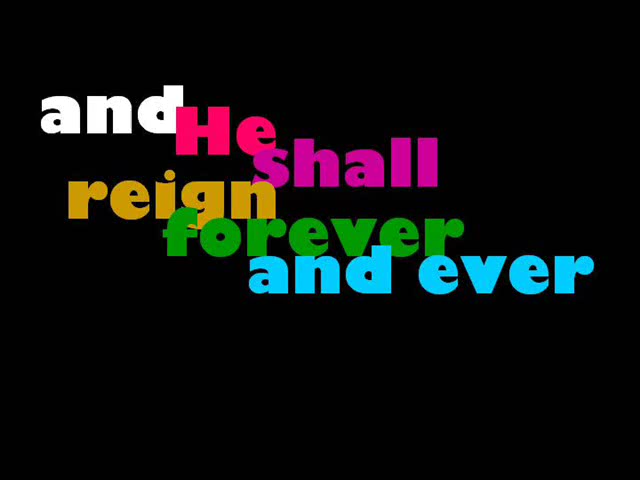 and
He
shall
reign
forever
and ever